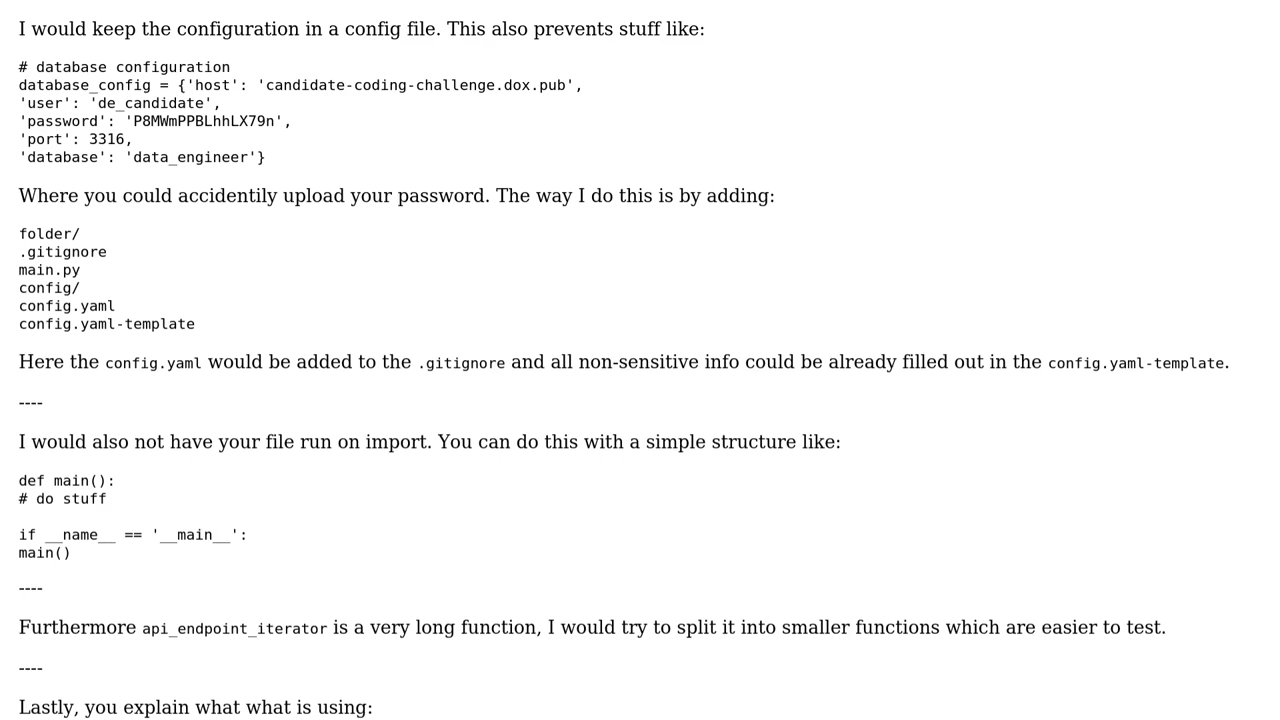 I would keep the configuration in a config file. This also prevents stuff like:
# database configuration
database_config = {'host': 'candidate-coding-challenge.dox.pub',
'user': 'de_candidate',
'password': 'P8MWmPPBLhhLX79n',
'port': 3316,
'database': 'data_engineer'}
Where you could accidentily upload your password. The way I do this is by adding:
folder/
.gitignore
main.py
config/
config.yaml
config.yaml-template
Here the config.yaml would be added to the .gitignore and all non-sensitive info could be already filled out in the config.yaml-template.
----
I would also not have your file run on import. You can do this with a simple structure like:
def main():
# do stuff
if __name__ == '__main__':
main()
----
Furthermore api_endpoint_iterator is a very long function, I would try to split it into smaller functions which are easier to test.
----
Lastly, you explain what what is using: